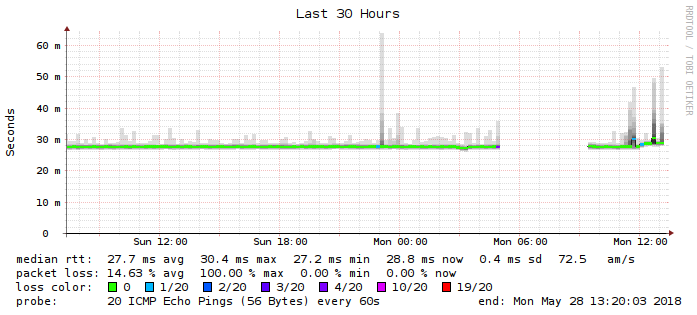 Last 30 Hours
RRDTOOL / TOBI OETIKER
Seconds
60 m
50 m
40 m
30 m
20 m
10 m
0
Sun 12:00 Sun 18:00 Mon 00:00 Mon 06:00 Mon 12:00
median rtt: 27.7 ms avg 30.4 ms max 27.2 ms min 28.8 ms now 0.4 ms sd 72.5 am/s
packet loss: 14.63 % avg 100.00 % max 0.00 % min 0.00 % now
loss color: 0 1/20 2/20 3/20 4/20 10/20 19/20
probe: 20 ICMP Echo Pings (56 Bytes) every 60s end: Mon May 28 13:20:03 2018